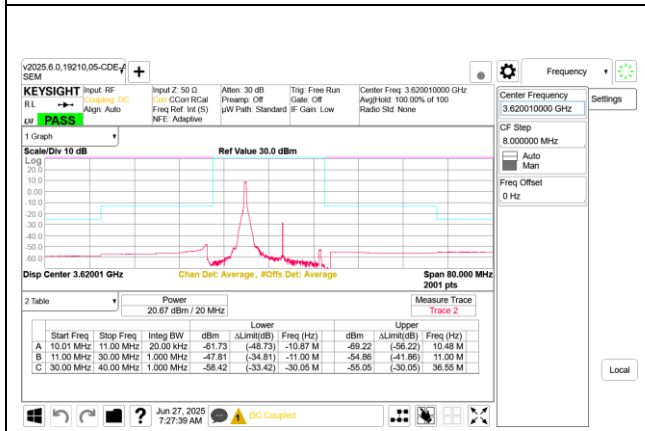 v2025.6.0,19210,05-CDE-A
SEM
Frequency
KEYSIGHT Input: RF Input Z: 50 Ω Atten: 30 dB Trig: Free Run Center Freq: 3.620010000 GHz
RL Coupling: DC Corr CCorr RCal Preamp: Off Gate: Off Avg|Hold: 100.00% of 100
Align: Auto Freq Ref: Int (S) µW Path: Standard IF Gain: Low Radio Std: None
LXI PASS NFE: Adaptive
Center Frequency
3.620010000 GHz
Settings
CF Step
8.000000 MHz
Auto
Man
Freq Offset
0 Hz
1 Graph
Scale/Div 10 dB Ref Value 30.0 dBm
Log
20.0
10.0
0.00
-10.0
-20.0
-30.0
-40.0
-50.0
-60.0
Disp Center 3.62001 GHz Chan Det: Average, #Offs Det: Average Span 80.000 MHz
2001 pts
2 Table Power Measure Trace
20.67 dBm / 20 MHz Trace 2
Lower Upper
Start Freq Stop Freq Integ BW dBm ΔLimit(dB) Freq (Hz) dBm ΔLimit(dB) Freq (Hz)
A 10.01 MHz 11.00 MHz 20.00 kHz -61.73 (-48.73) -10.87 M -69.22 (-56.22) 10.48 M
B 11.00 MHz 30.00 MHz 1.000 MHz -47.81 (-34.81) -11.00 M -54.86 (-41.86) 11.00 M
C 30.00 MHz 40.00 MHz 1.000 MHz -58.42 (-33.42) -30.05 M -55.05 (-30.05) 36.55 M
Local
? Jun 27, 2025
7:27:39 AM
DC Coupled